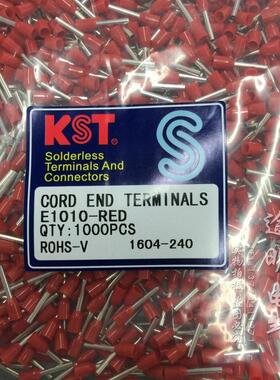 KST®
Solderless
Terminals And
Connectors
CORD END TERMINALS
E1010-RED
QTY:1000PCS
ROHS-V 1604-240